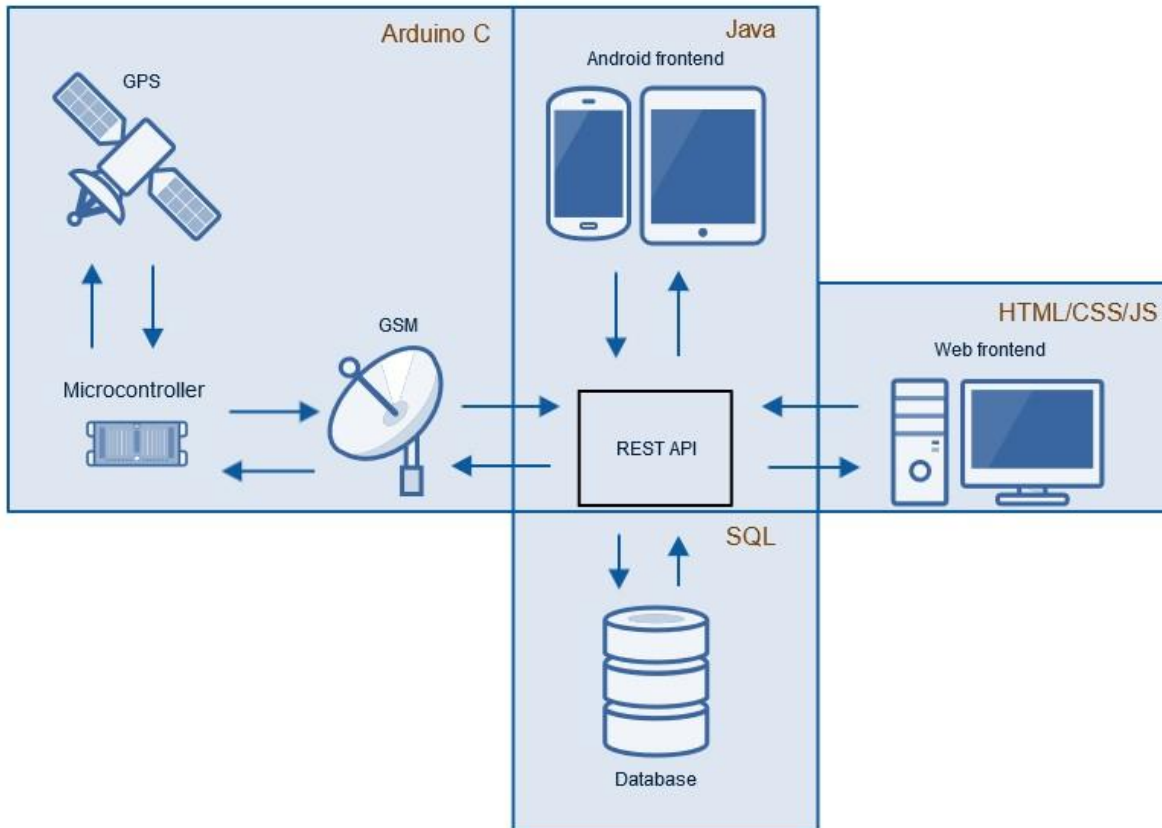 Arduino C
GPS
Microcontroller
GSM
Java
Android frontend
REST API
HTML/CSS/JS
Web frontend
SQL
Database